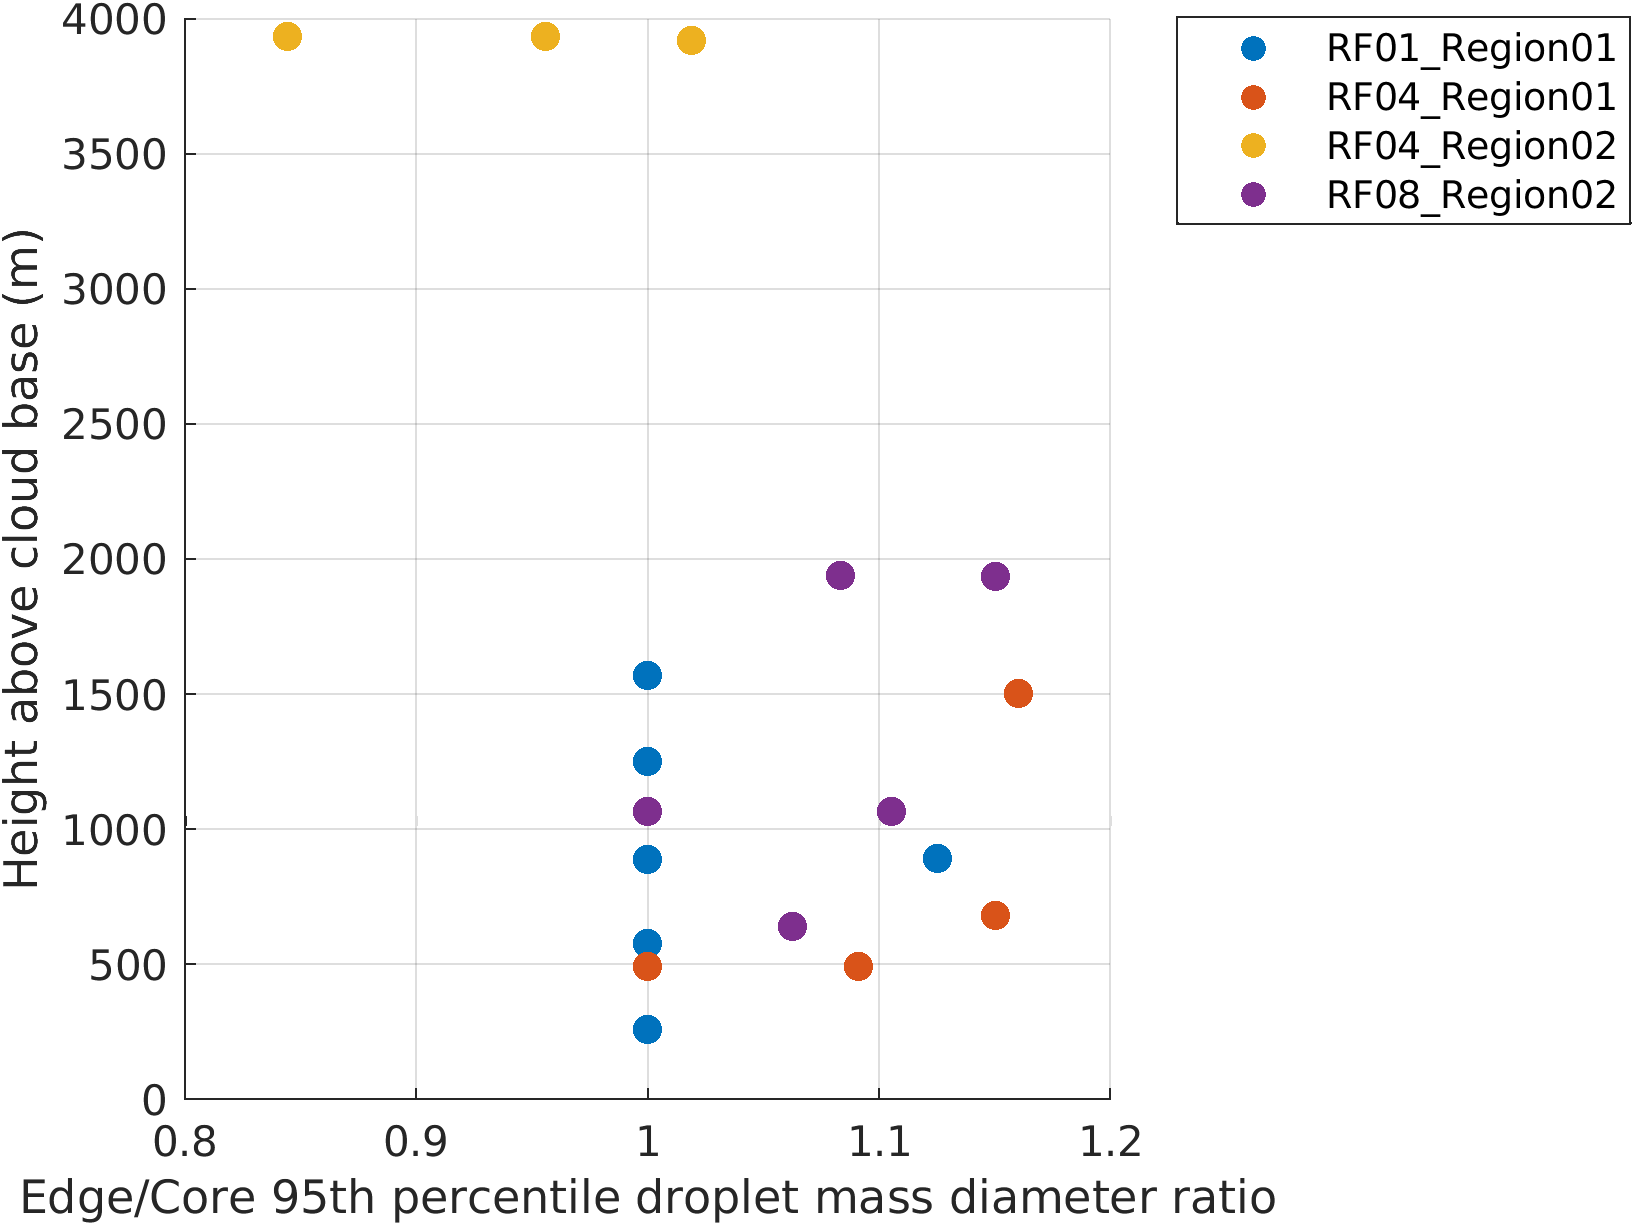 4000
3500
3000
2500
2000
1500
1000
500
0
0.8
0.9
1
1.1
1.2
Height above cloud base (m)
Edge/Core 95th percentile droplet mass diameter ratio
RF01_Region01
RF04_Region01
RF04_Region02
RF08_Region02